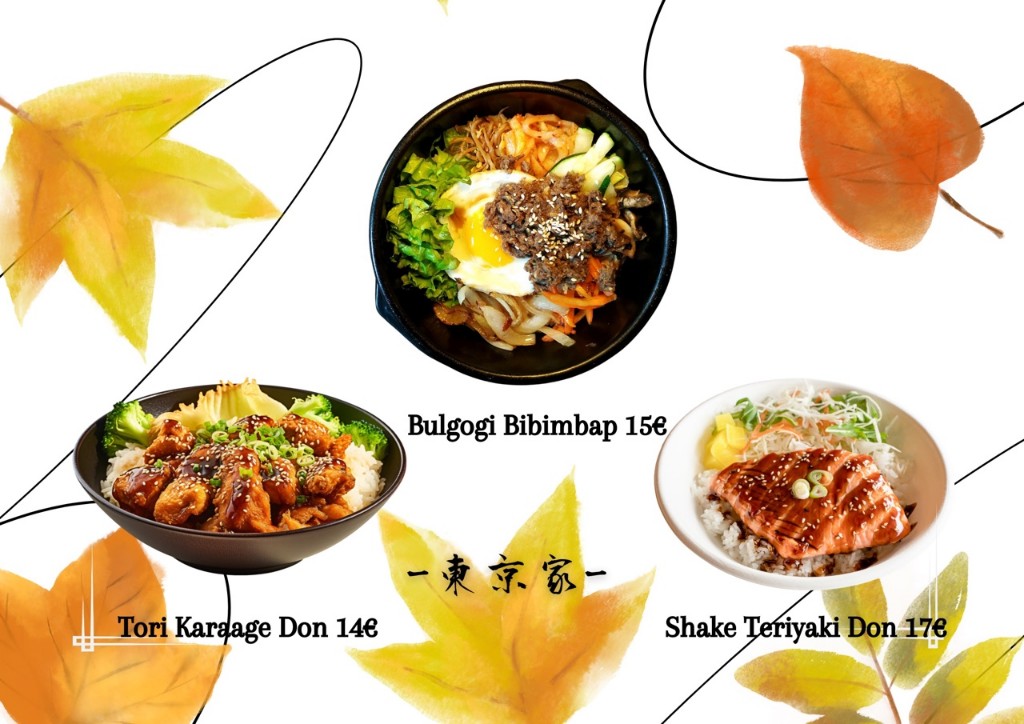 Bulgogi Bibimbap 15€
-東京家-
Tori Karaage Don 14€
Shake Teriyaki Don 17€